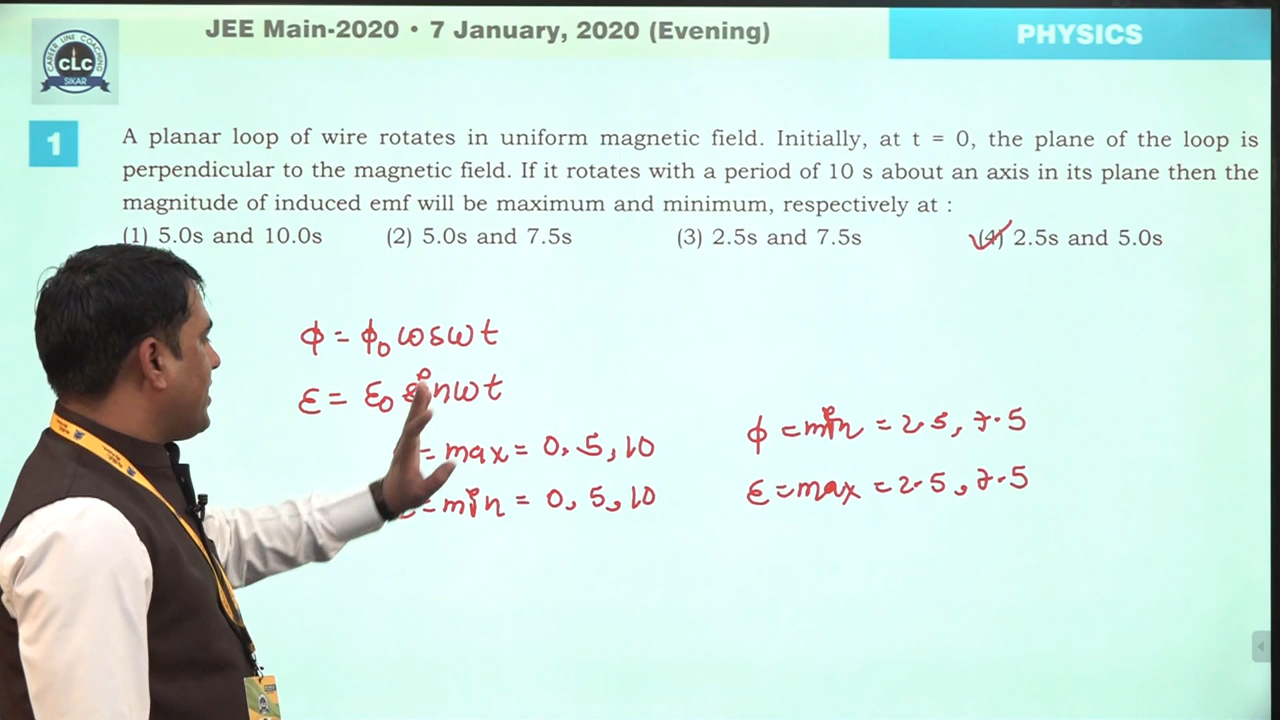 JEE Main-2020 • 7 January, 2020 (Evening)
PHYSICS
CAREER LINE COACHING
CLC
SIKAR
1
A planar loop of wire rotates in uniform magnetic field. Initially, at t = 0, the plane of the loop is
perpendicular to the magnetic field. If it rotates with a period of 10 s about an axis in its plane then the
magnitude of induced emf will be maximum and minimum, respectively at :
(1) 5.0s and 10.0s (2) 5.0s and 7.5s (3) 2.5s and 7.5s (4) 2.5s and 5.0s
ϕ = ϕ₀ cosωt
ε = ε₀ sinωt
= max = 0, 5, 10
= min = 0, 5, 10
ϕ = min = 2.5, 7.5
ε = max = 2.5, 7.5